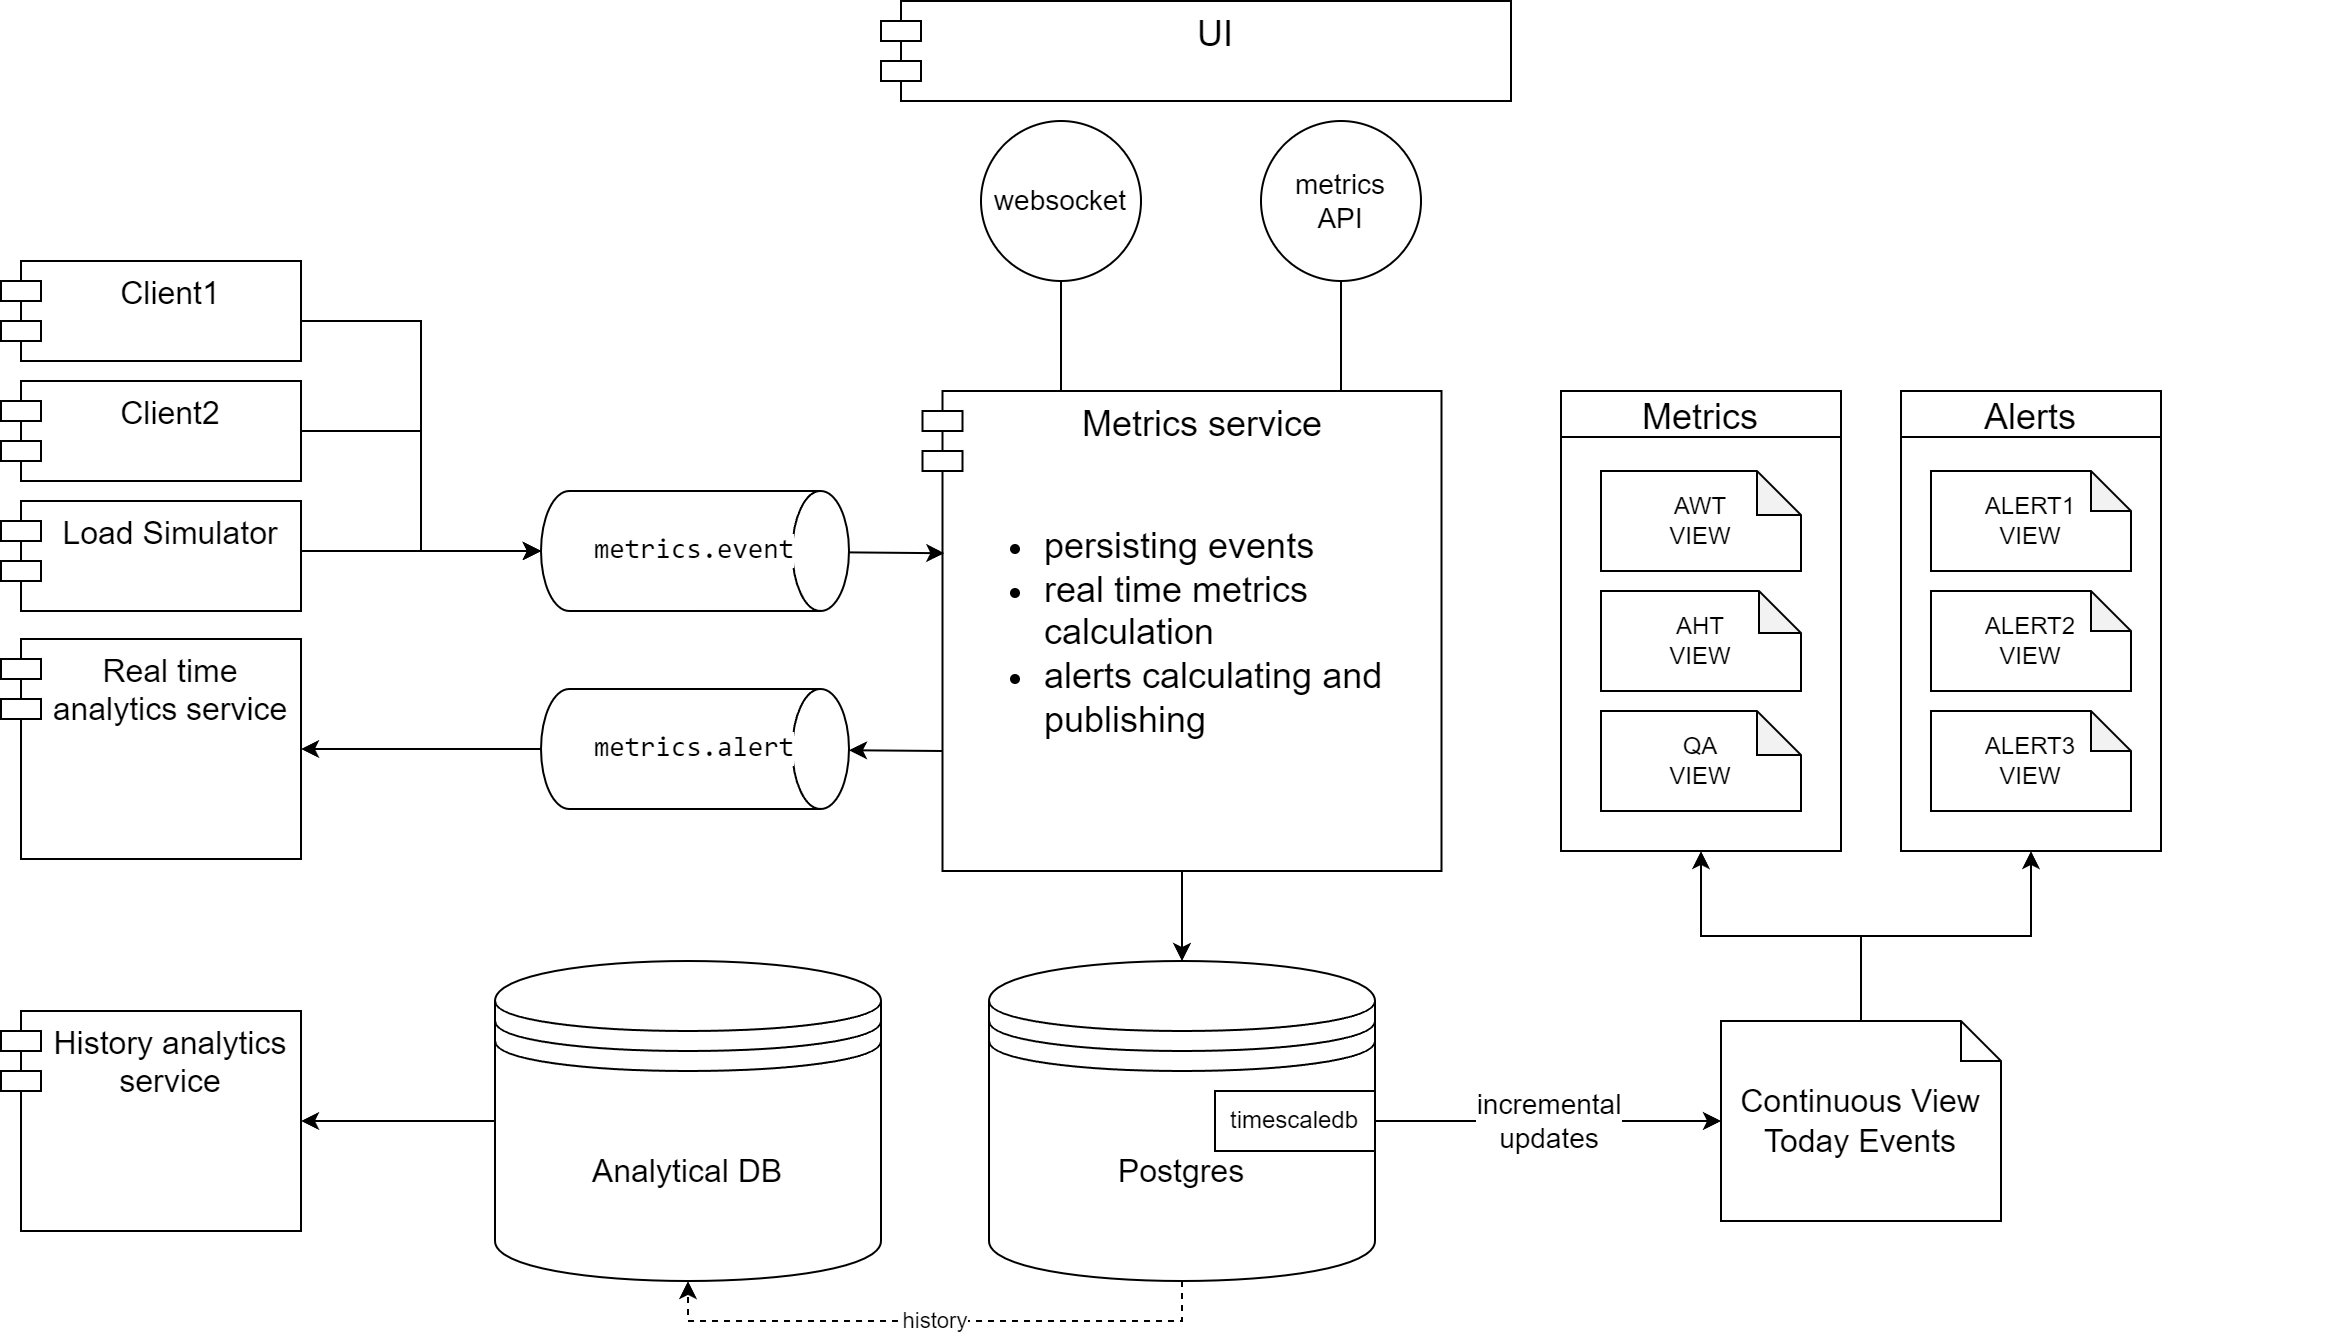 UI
websocket
metrics
API
Client1
Client2
Load Simulator
Real time
analytics service
metrics.event
metrics.alert
Metrics service
• persisting events
• real time metrics
calculation
• alerts calculating and
publishing
Metrics
AWT
VIEW
AHT
VIEW
QA
VIEW
Alerts
ALERT1
VIEW
ALERT2
VIEW
ALERT3
VIEW
History analytics
service
Analytical DB
timescaledb
Postgres
incremental
updates
Continuous View
Today Events
history